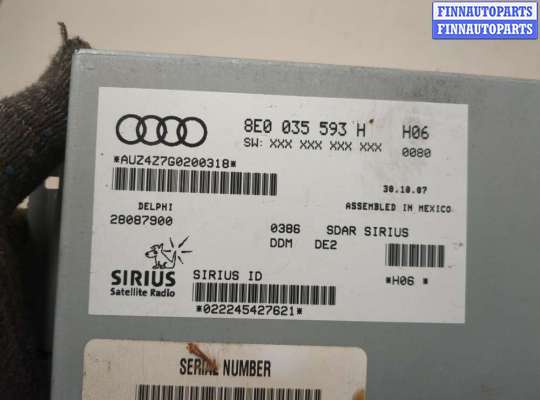 FINNAUTOPARTS
FINNAUTOPARTS
8E0 035 593 H H06
SW: XXX XXX XXX XXX 0080
*AUZ4Z7G0200318*
30.10.07
DELPHI ASSEMBLED IN MEXICO
28087900
0386 SDAR SIRIUS
DDM DE2
SIRIUS
Satellite Radio
SIRIUS ID
*H06 *
*022245427621*
SERIAL NUMBER